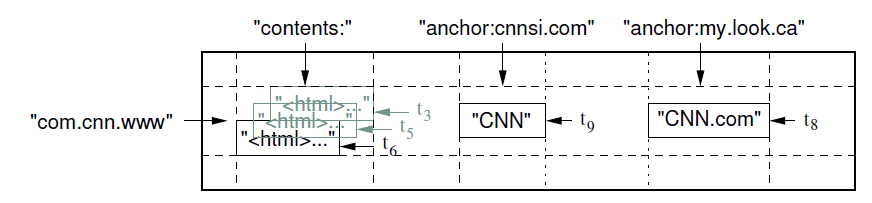 "contents:" "anchor:cnnsi.com" "anchor:my.look.ca"
"<html>..." t3
"com.cnn.www" "<html>..." t5 "CNN" t9 "CNN.com" t8
"<html>..." t6